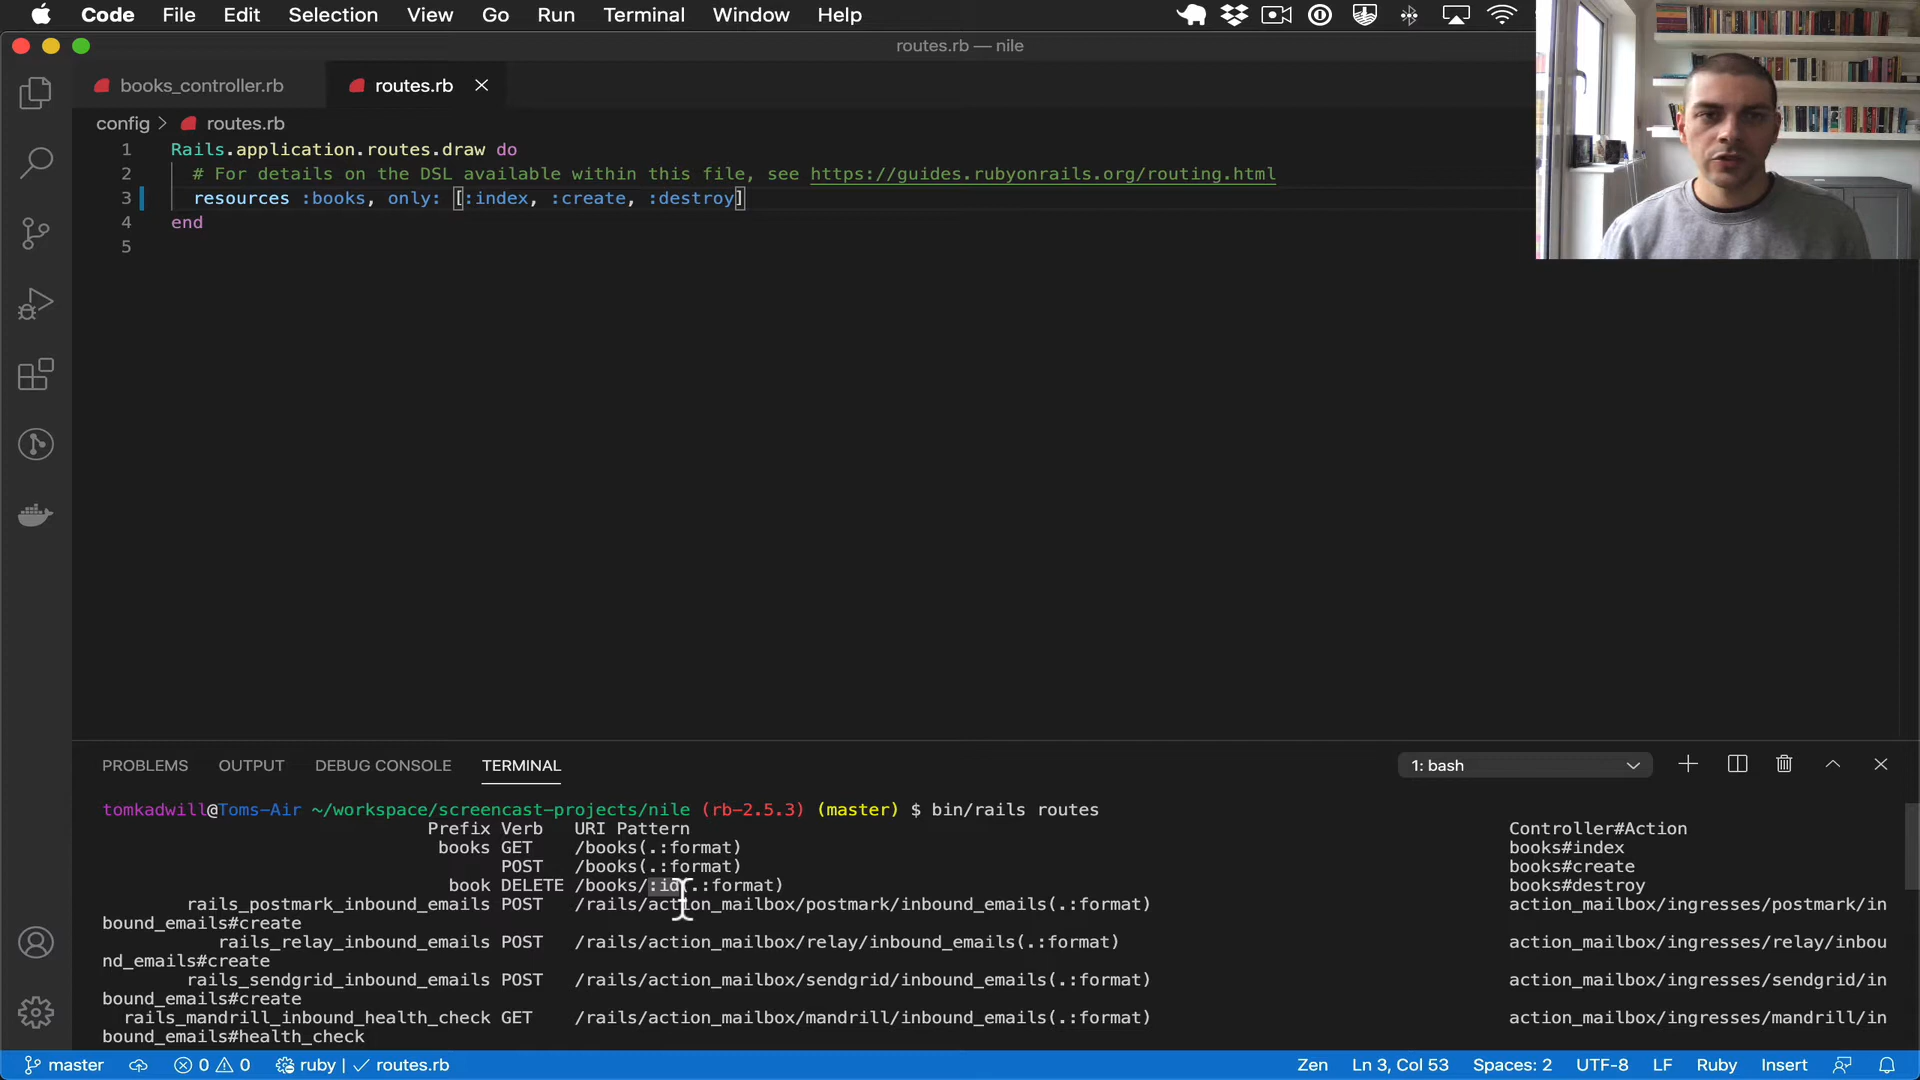 Code File Edit Selection View Go Run Terminal Window Help
routes.rb — nile
books_controller.rb routes.rb
config > routes.rb
1 Rails.application.routes.draw do
2 # For details on the DSL available within this file, see https://guides.rubyonrails.org/routing.html
3 resources :books, only: [:index, :create, :destroy]
4 end
5
PROBLEMS OUTPUT DEBUG CONSOLE TERMINAL 1: bash
tomkadwill@Toms-Air ~/workspace/screencast-projects/nile (rb-2.5.3) (master) $ bin/rails routes
Prefix Verb URI Pattern Controller#Action
books GET /books(.:format) books#index
POST /books(.:format) books#create
book DELETE /books/:id(.:format) books#destroy
rails_postmark_inbound_emails POST /rails/action_mailbox/postmark/inbound_emails(.:format) action_mailbox/ingresses/postmark/in
bound_emails#create
rails_relay_inbound_emails POST /rails/action_mailbox/relay/inbound_emails(.:format) action_mailbox/ingresses/relay/inbou
nd_emails#create
rails_sendgrid_inbound_emails POST /rails/action_mailbox/sendgrid/inbound_emails(.:format) action_mailbox/ingresses/sendgrid/in
bound_emails#create
rails_mandrill_inbound_health_check GET /rails/action_mailbox/mandrill/inbound_emails(.:format) action_mailbox/ingresses/mandrill/in
bound_emails#health_check
master 0 0 ruby | ✓ routes.rb Zen Ln 3, Col 53 Spaces: 2 UTF-8 LF Ruby Insert